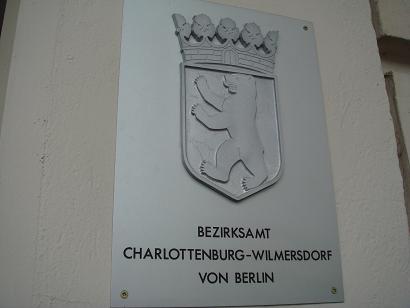 BEZIRKSAMT
CHARLOTTENBURG-WILMERSDORF
VON BERLIN